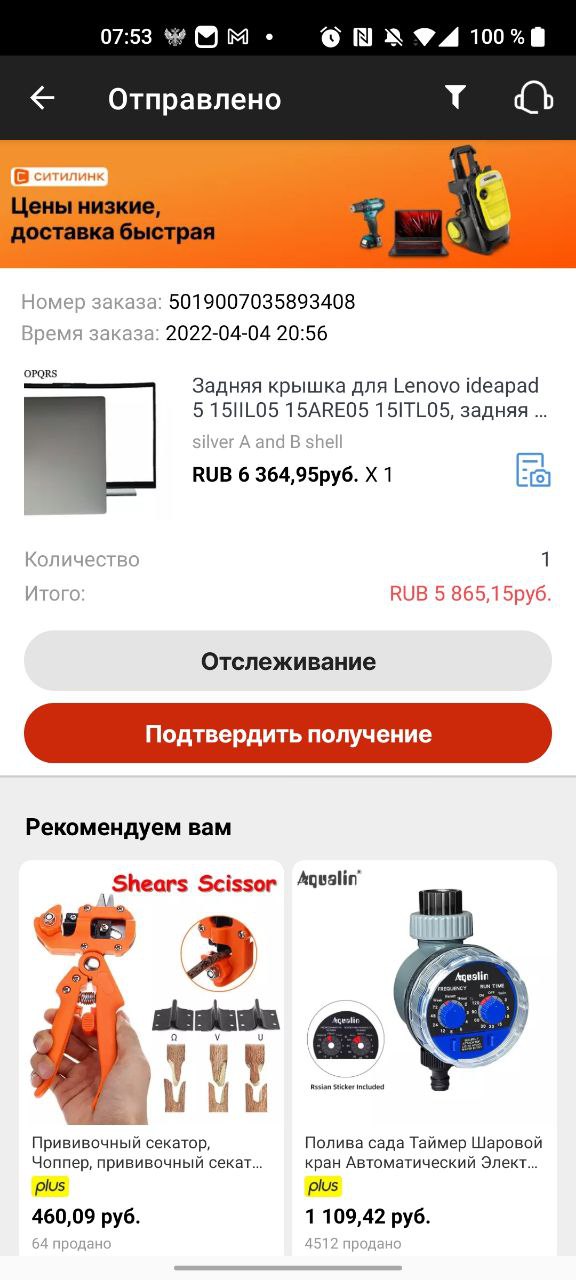 07:53
100 %
Отправлено
СИТИЛИНК
Цены низкие,
доставка быстрая
Номер заказа: 5019007035893408
Время заказа: 2022-04-04 20:56
OPQRS
Задняя крышка для Lenovo ideapad
5 15IIL05 15ARE05 15ITL05, задняя ...
silver A and B shell
RUB 6 364,95руб. X 1
Количество 1
Итого: RUB 5 865,15руб.
Отслеживание
Подтвердить получение
Рекомендуем вам
Shears Scissor
Ω V U
Прививочный секатор,
Чоппер, прививочный секат...
plus
460,09 руб.
64 продано
Aqualin
Aqualin
FREQUENCY RUN TIME
Aqualin
Rssian Sticker Included
Полива сада Таймер Шаровой
кран Автоматический Элект...
plus
1 109,42 руб.
4512 продано